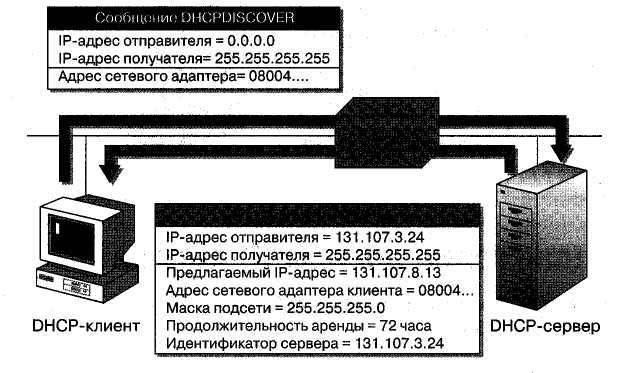 Сообщение DHCPDISCOVER
IP-адрес отправителя = 0.0.0.0
IP-адрес получателя= 255.255.255.255
Адрес сетевого адаптера= 08004....
IP-адрес отправителя = 131.107.3.24
IP-адрес получателя = 255.255.255.255
Предлагаемый IP-адрес = 131.107.8.13
Адрес сетевого адаптера клиента = 08004...
Маска подсети = 255.255.255.0
Продолжительность аренды = 72 часа
Идентификатор сервера = 131.107.3.24
DHCP-клиент
DHCP-сервер